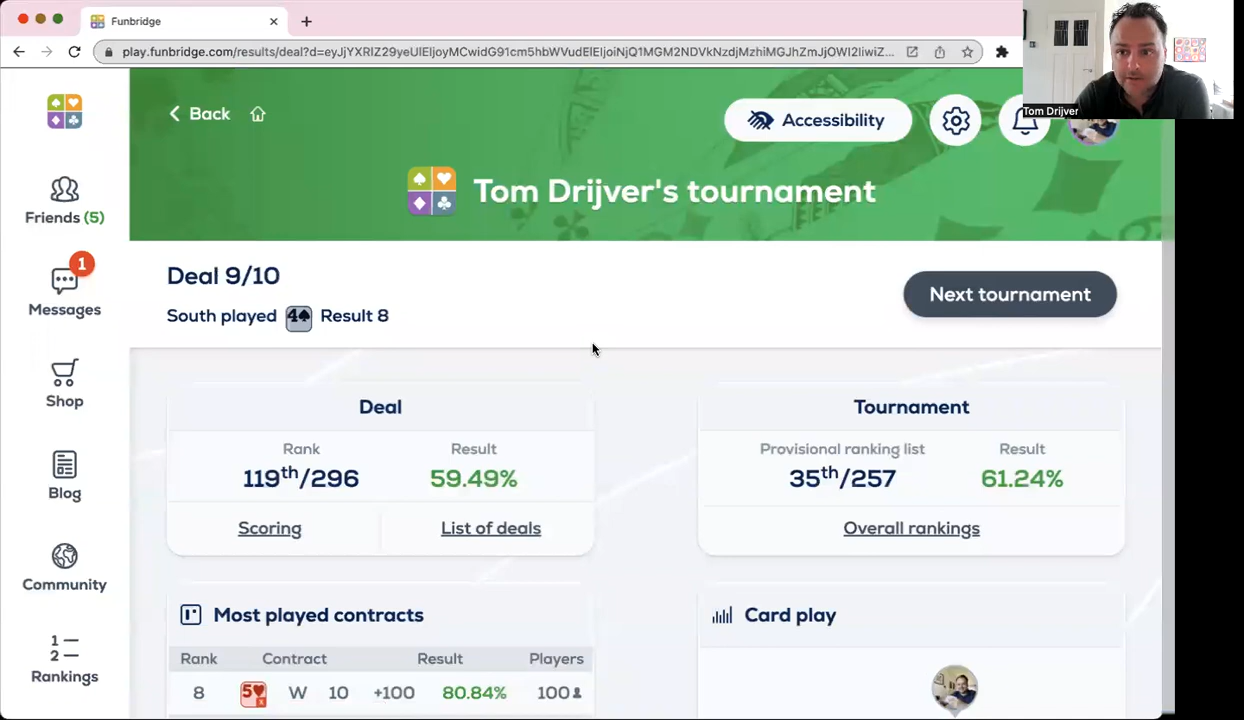 Funbridge
play.funbridge.com/results/deal?d=eyJjYXRlZ29yeUlEIjoyMCwidG91cm5hbWVudElEIjoiNjQ1MGM2NDVkNzdjMzhiMGJhZmJjOWI2IiwiZ...
Tom Drijver
Back
Accessibility
Tom Drijver's tournament
Friends (5)
1
Messages
Shop
Blog
Community
1
2
Rankings
Deal 9/10
South played 4♠ Result 8
Next tournament
Deal
Rank Result
119th/296 59.49%
Scoring List of deals
Tournament
Provisional ranking list Result
35th/257 61.24%
Overall rankings
Most played contracts
Rank Contract Result Players
8 5♥ x W 10 +100 80.84% 100
Card play